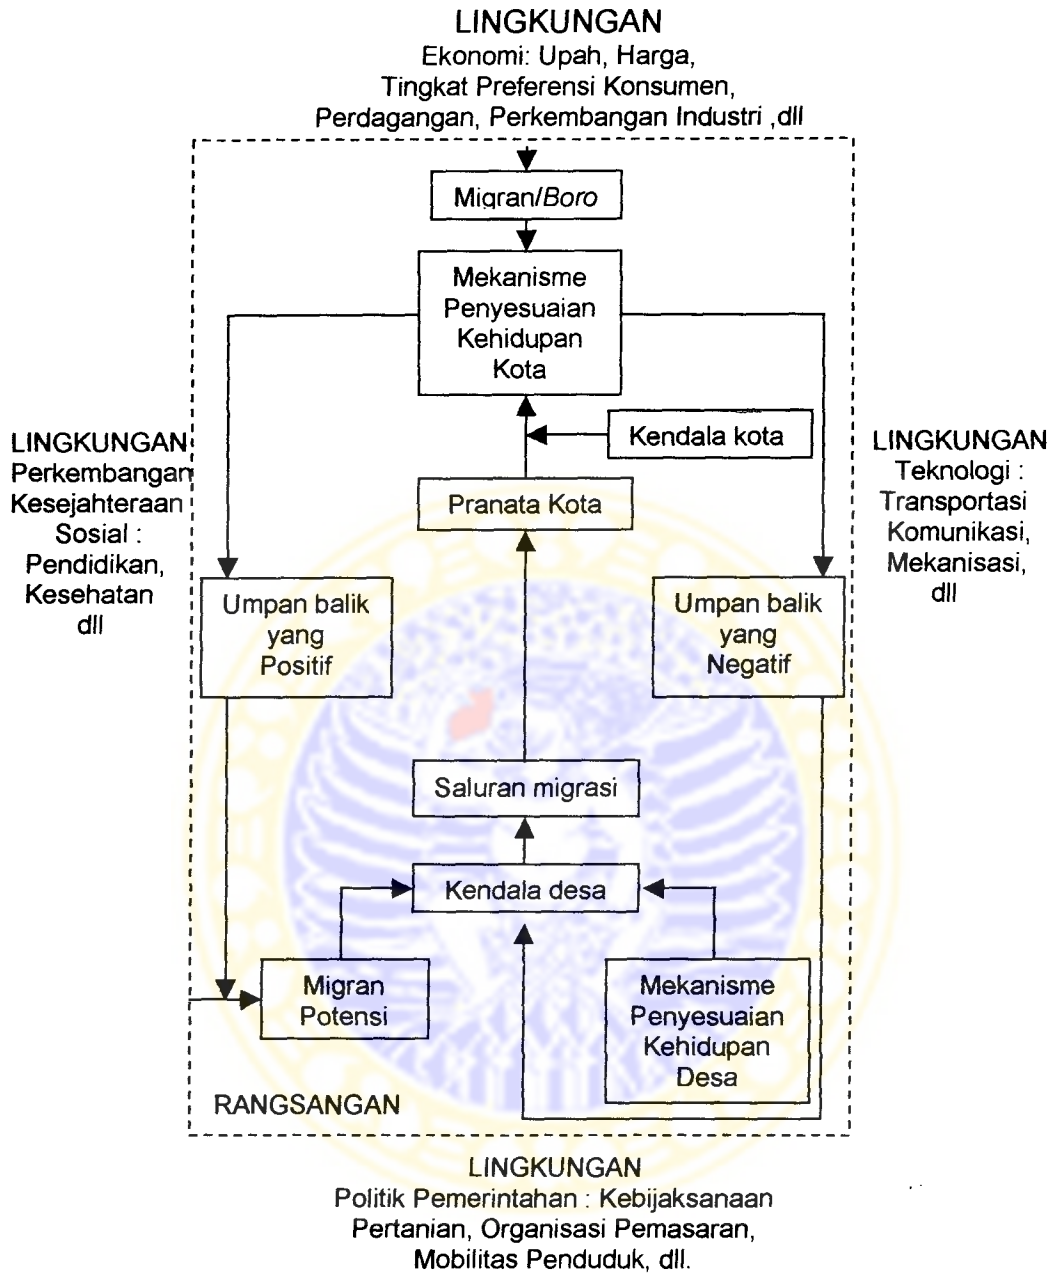 LINGKUNGAN
Ekonomi: Upah, Harga,
Tingkat Preferensi Konsumen,
Perdagangan, Perkembangan Industri ,dll
Migran/Boro
Mekanisme
Penyesuaian
Kehidupan
Kota
Kendala kota
Pranata Kota
LINGKUNGAN
Perkembangan
Kesejahteraan
Sosial :
Pendidikan,
Kesehatan
dll
LINGKUNGAN
Teknologi :
Transportasi
Komunikasi,
Mekanisasi,
dll
Umpan balik
yang
Positif
Umpan balik
yang
Negatif
Saluran migrasi
Kendala desa
Migran
Potensi
Mekanisme
Penyesuaian
Kehidupan
Desa
RANGSANGAN
LINGKUNGAN
Politik Pemerintahan : Kebijaksanaan
Pertanian, Organisasi Pemasaran,
Mobilitas Penduduk, dll.